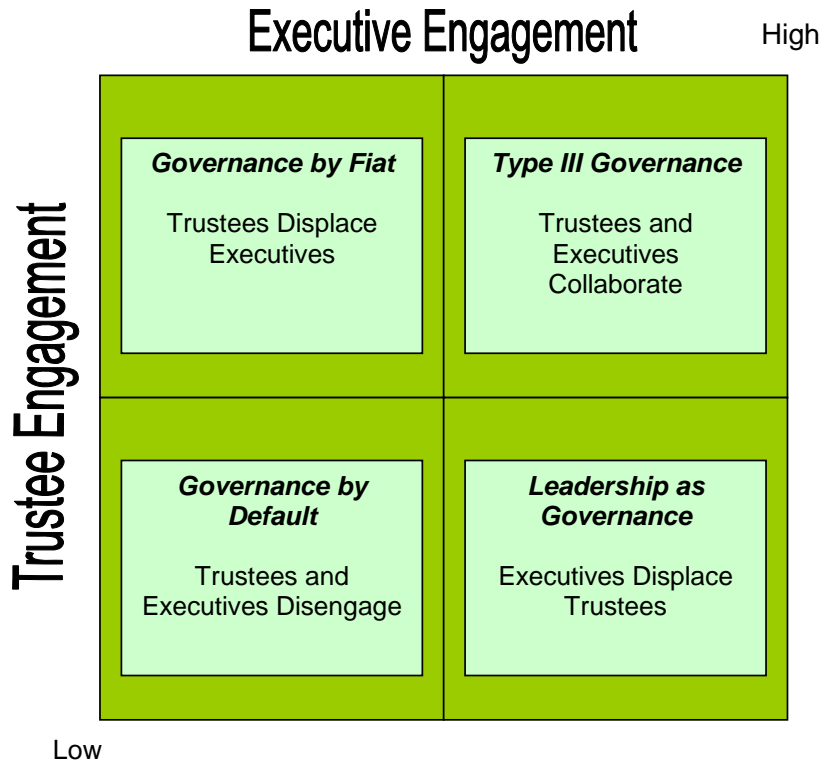 Executive Engagement
High
Trustee Engagement
Governance by Fiat
Trustees Displace
Executives
Type III Governance
Trustees and
Executives
Collaborate
Governance by
Default
Trustees and
Executives Disengage
Leadership as
Governance
Executives Displace
Trustees
Low